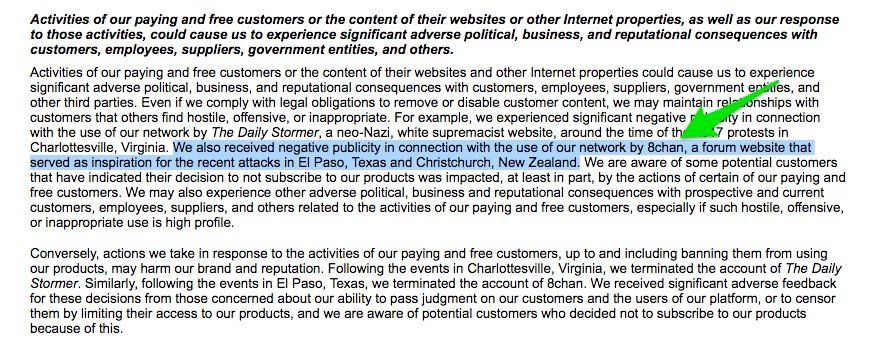 Activities of our paying and free customers or the content of their websites or other Internet properties, as well as our response
to those activities, could cause us to experience significant adverse political, business, and reputational consequences with
customers, employees, suppliers, government entities, and others.
Activities of our paying and free customers or the content of their websites and other Internet properties could cause us to experience
significant adverse political, business, and reputational consequences with customers, employees, suppliers, government entities, and
other third parties. Even if we comply with legal obligations to remove or disable customer content, we may maintain relationships with
customers that others find hostile, offensive, or inappropriate. For example, we experienced significant negative in connection
with the use of our network by The Daily Stormer, a neo-Nazi, white supremacist website, around the time of protests in
Charlottesville, Virginia. We also received negative publicity in connection with the use of our network by 8chan, a forum website that
served as inspiration for the recent attacks in El Paso, Texas and Christchurch, New Zealand. We are aware of some potential customers
that have indicated their decision to not subscribe to our products was impacted, at least in part, by the actions of certain of our paying and
free customers. We may also experience other adverse political, business and reputational consequences with prospective and current
customers, employees, suppliers, and others related to the activities of our paying and free customers, especially if such hostile, offensive,
or inappropriate use is high profile.
Conversely, actions we take in response to the activities of our paying and free customers, up to and including banning them from using
our products, may harm our brand and reputation. Following the events in Charlottesville, Virginia, we terminated the account of The Daily
Stormer. Similarly, following the events in El Paso, Texas, we terminated the account of 8chan. We received significant adverse feedback
for these decisions from those concerned about our ability to pass judgment on our customers and the users of our platform, or to censor
them by limiting their access to our products, and we are aware of potential customers who decided not to subscribe to our products
because of this.